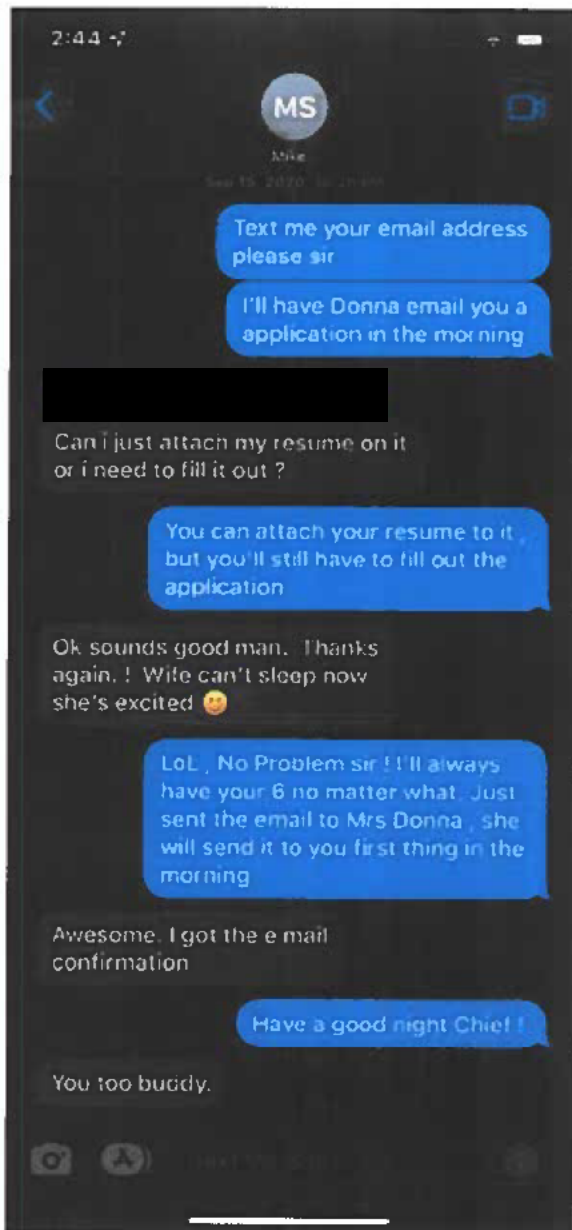 2:44
MS
Mike
Sep 15, 2020
Text me your email address
please sir
I'll have Donna email you a
application in the morning
Can i just attach my resume on it
or i need to fill it out ?
You can attach your resume to it ,
but you'll still have to fill out the
application
Ok sounds good man. Thanks
again. ! Wife can't sleep now
she's excited 🙂
LoL , No Problem sir ! I'll always
have your 6 no matter what. Just
sent the email to Mrs Donna , she
will send it to you first thing in the
morning
Awesome. I got the e mail
confirmation
Have a good night Chief !
You too buddy.